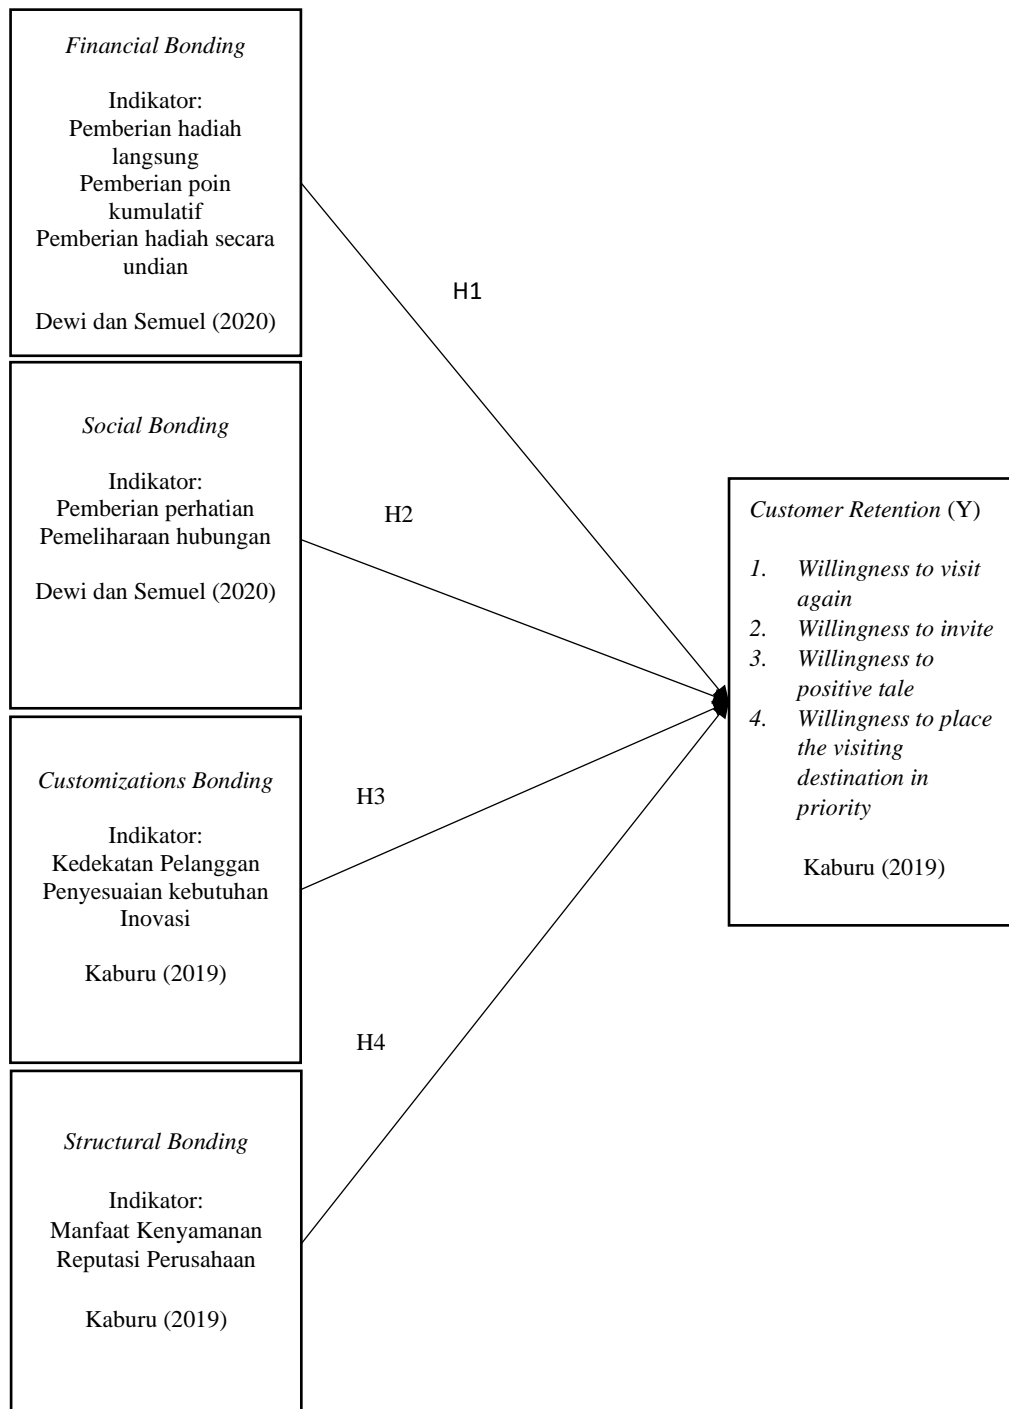 Financial Bonding
Indikator:
Pemberian hadiah
langsung
Pemberian poin
kumulatif
Pemberian hadiah secara
undian
Dewi dan Semuel (2020)
H1
Social Bonding
Indikator:
Pemberian perhatian
Pemeliharaan hubungan
Dewi dan Semuel (2020)
H2
Customizations Bonding
Indikator:
Kedekatan Pelanggan
Penyesuaian kebutuhan
Inovasi
Kaburu (2019)
H3
Structural Bonding
Indikator:
Manfaat Kenyamanan
Reputasi Perusahaan
Kaburu (2019)
H4
Customer Retention (Y)
1. Willingness to visit
again
2. Willingness to invite
3. Willingness to
positive tale
4. Willingness to place
the visiting
destination in
priority
Kaburu (2019)